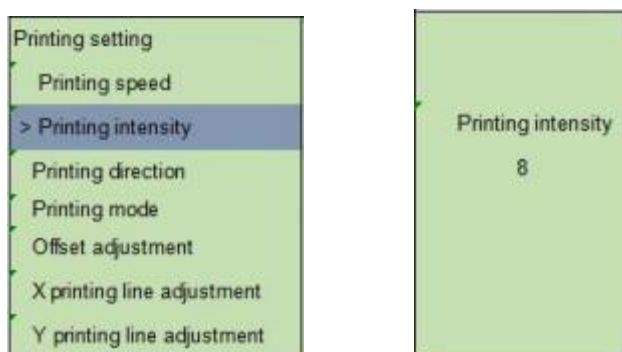 Printing setting
Printing speed
> Printing intensity
Printing direction
Printing mode
Offset adjustment
X printing line adjustment
Y printing line adjustment
Printing intensity
8